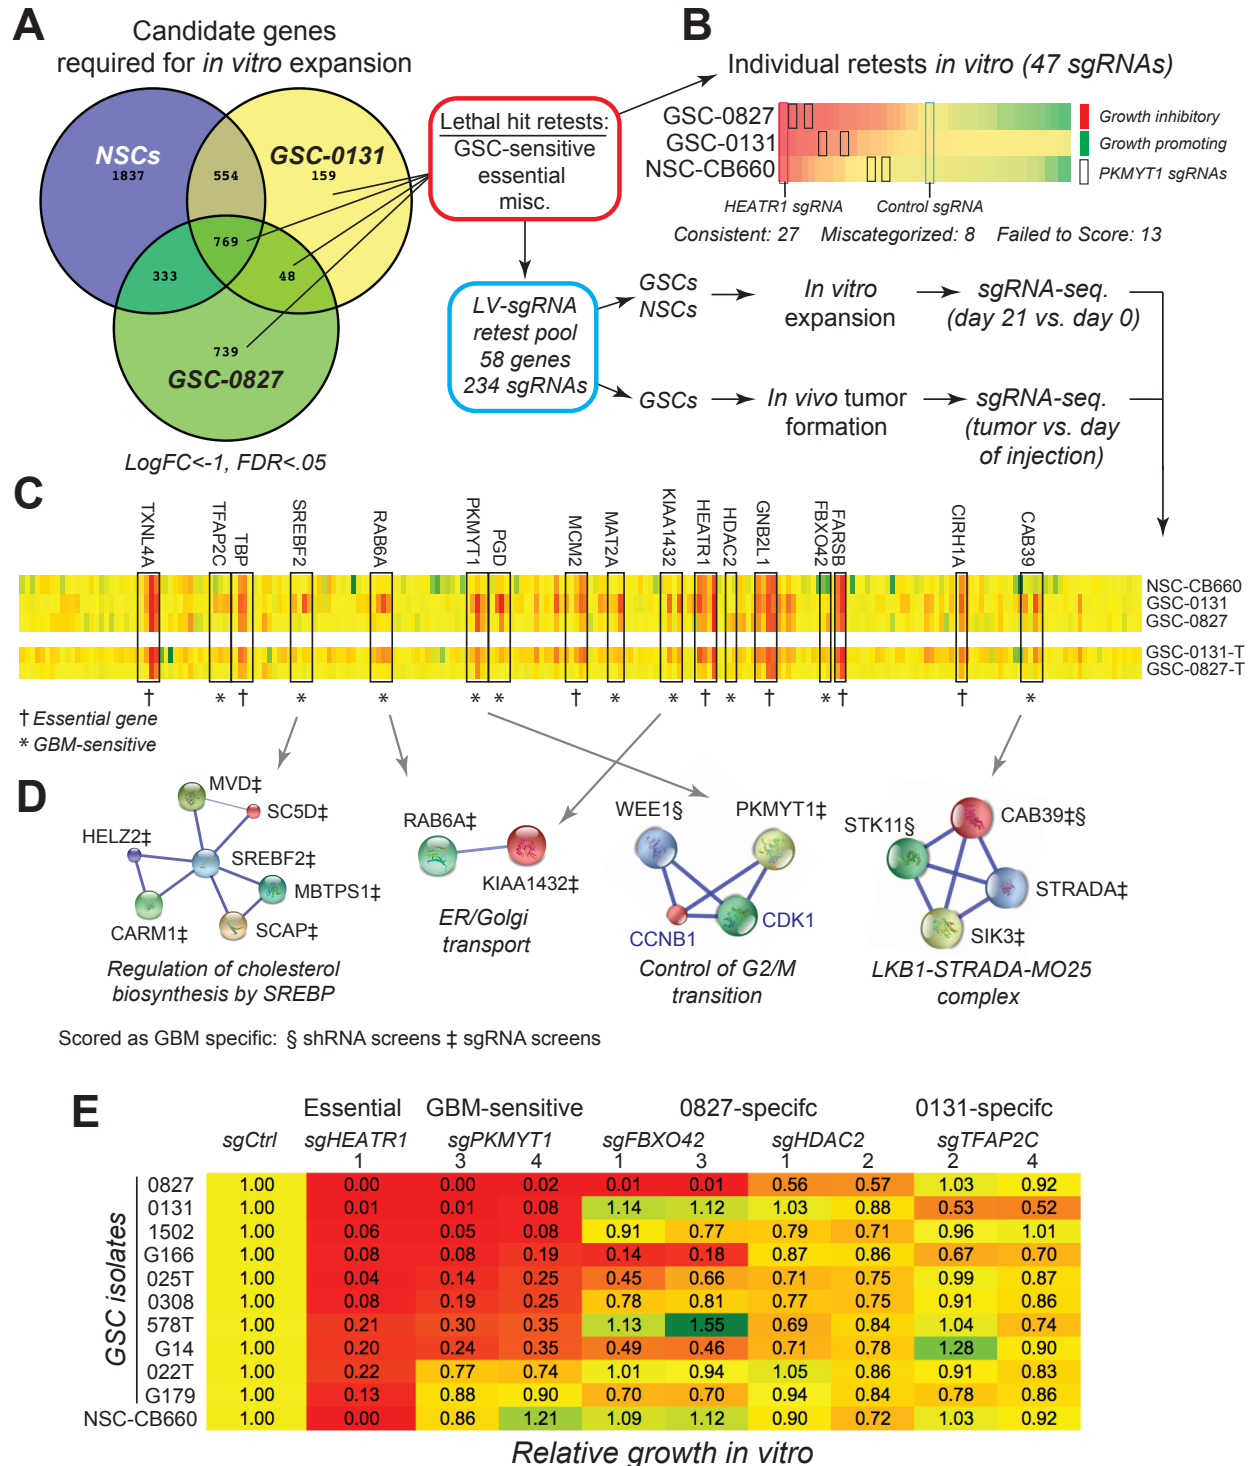 A
Candidate genes
required for in vitro expansion
NSCs
1837
554
GSC-0131
159
769
333
48
739
GSC-0827
LogFC<-1, FDR<.05
Lethal hit retests:
GSC-sensitive
essential
misc.
LV-sgRNA
retest pool
58 genes
234 sgRNAs
B
Individual retests in vitro (47 sgRNAs)
GSC-0827
GSC-0131
NSC-CB660
Growth inhibitory
Growth promoting
PKMYT1 sgRNAs
HEATR1 sgRNA
Control sgRNA
Consistent: 27 Miscategorized: 8 Failed to Score: 13
GSCs
NSCs
In vitro
expansion
sgRNA-seq.
(day 21 vs. day 0)
GSCs
In vivo tumor
formation
sgRNA-seq.
(tumor vs. day
of injection)
C
TXNL4A
TFAP2C
TBP
SREBF2
RAB6A
PKMYT1
PGD
MCM2
MAT2A
KIAA1432
HEATR1
HDAC2
GNB2L1
FBXO42
FARSB
CIRH1A
CAB39
NSC-CB660
GSC-0131
GSC-0827
GSC-0131-T
GSC-0827-T
† * † * * * * † * * † * † * † † *
† Essential gene
* GBM-sensitive
D
MVD‡
SC5D‡
HELZ2‡
SREBF2‡
MBTPS1‡
CARM1‡
SCAP‡
Regulation of cholesterol
biosynthesis by SREBP
RAB6A‡
KIAA1432‡
ER/Golgi
transport
WEE1§
PKMYT1‡
CCNB1
CDK1
Control of G2/M
transition
CAB39‡§
STK11§
STRADA‡
SIK3‡
LKB1-STRADA-MO25
complex
Scored as GBM specific: § shRNA screens ‡ sgRNA screens
E
Essential GBM-sensitive 0827-specifc 0131-specifc
sgCtrl sgHEATR1 sgPKMYT1 sgFBXO42 sgHDAC2 sgTFAP2C
1 3 4 1 3 1 2 2 4
GSC isolates
0827 1.00 0.00 0.00 0.02 0.01 0.01 0.56 0.57 1.03 0.92
0131 1.00 0.01 0.01 0.08 1.14 1.12 1.03 0.88 0.53 0.52
1502 1.00 0.06 0.05 0.08 0.91 0.77 0.79 0.71 0.96 1.01
G166 1.00 0.08 0.08 0.19 0.14 0.18 0.87 0.86 0.67 0.70
025T 1.00 0.04 0.14 0.25 0.45 0.66 0.71 0.75 0.99 0.87
0308 1.00 0.08 0.19 0.25 0.78 0.81 0.77 0.75 0.91 0.86
578T 1.00 0.21 0.30 0.35 1.13 1.55 0.69 0.84 1.04 0.74
G14 1.00 0.20 0.24 0.35 0.49 0.46 0.71 0.78 1.28 0.90
022T 1.00 0.22 0.77 0.74 1.01 0.94 1.05 0.86 0.91 0.83
G179 1.00 0.13 0.88 0.90 0.70 0.70 0.94 0.84 0.78 0.86
NSC-CB660 1.00 0.00 0.86 1.21 1.09 1.12 0.90 0.72 1.03 0.92
Relative growth in vitro